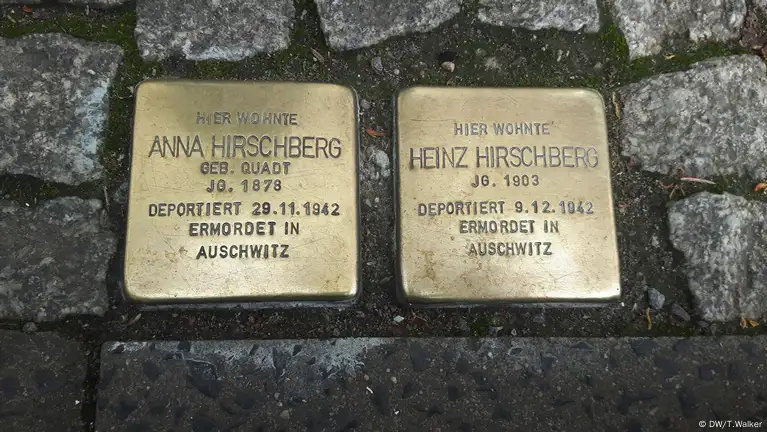 HIER WOHNTE
ANNA HIRSCHBERG
GEB. QUADT
JG. 1878
DEPORTIERT 29.11.1942
ERMORDET IN
AUSCHWITZ
HIER WOHNTE
HEINZ HIRSCHBERG
JG. 1903
DEPORTIERT 9.12.1942
ERMORDET IN
AUSCHWITZ
© DW/T.Walker